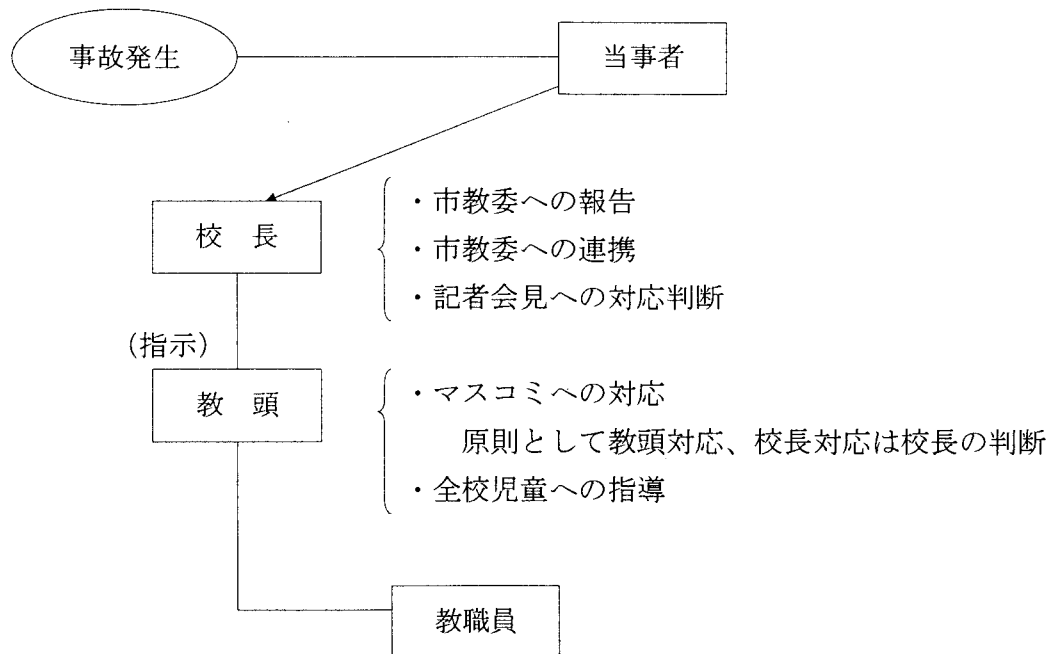 事故発生
当事者
校 長
・市教委への報告
・市教委への連携
・記者会見への対応判断
(指示)
教 頭
・マスコミへの対応
原則として教頭対応、校長対応は校長の判断
・全校児童への指導
教職員